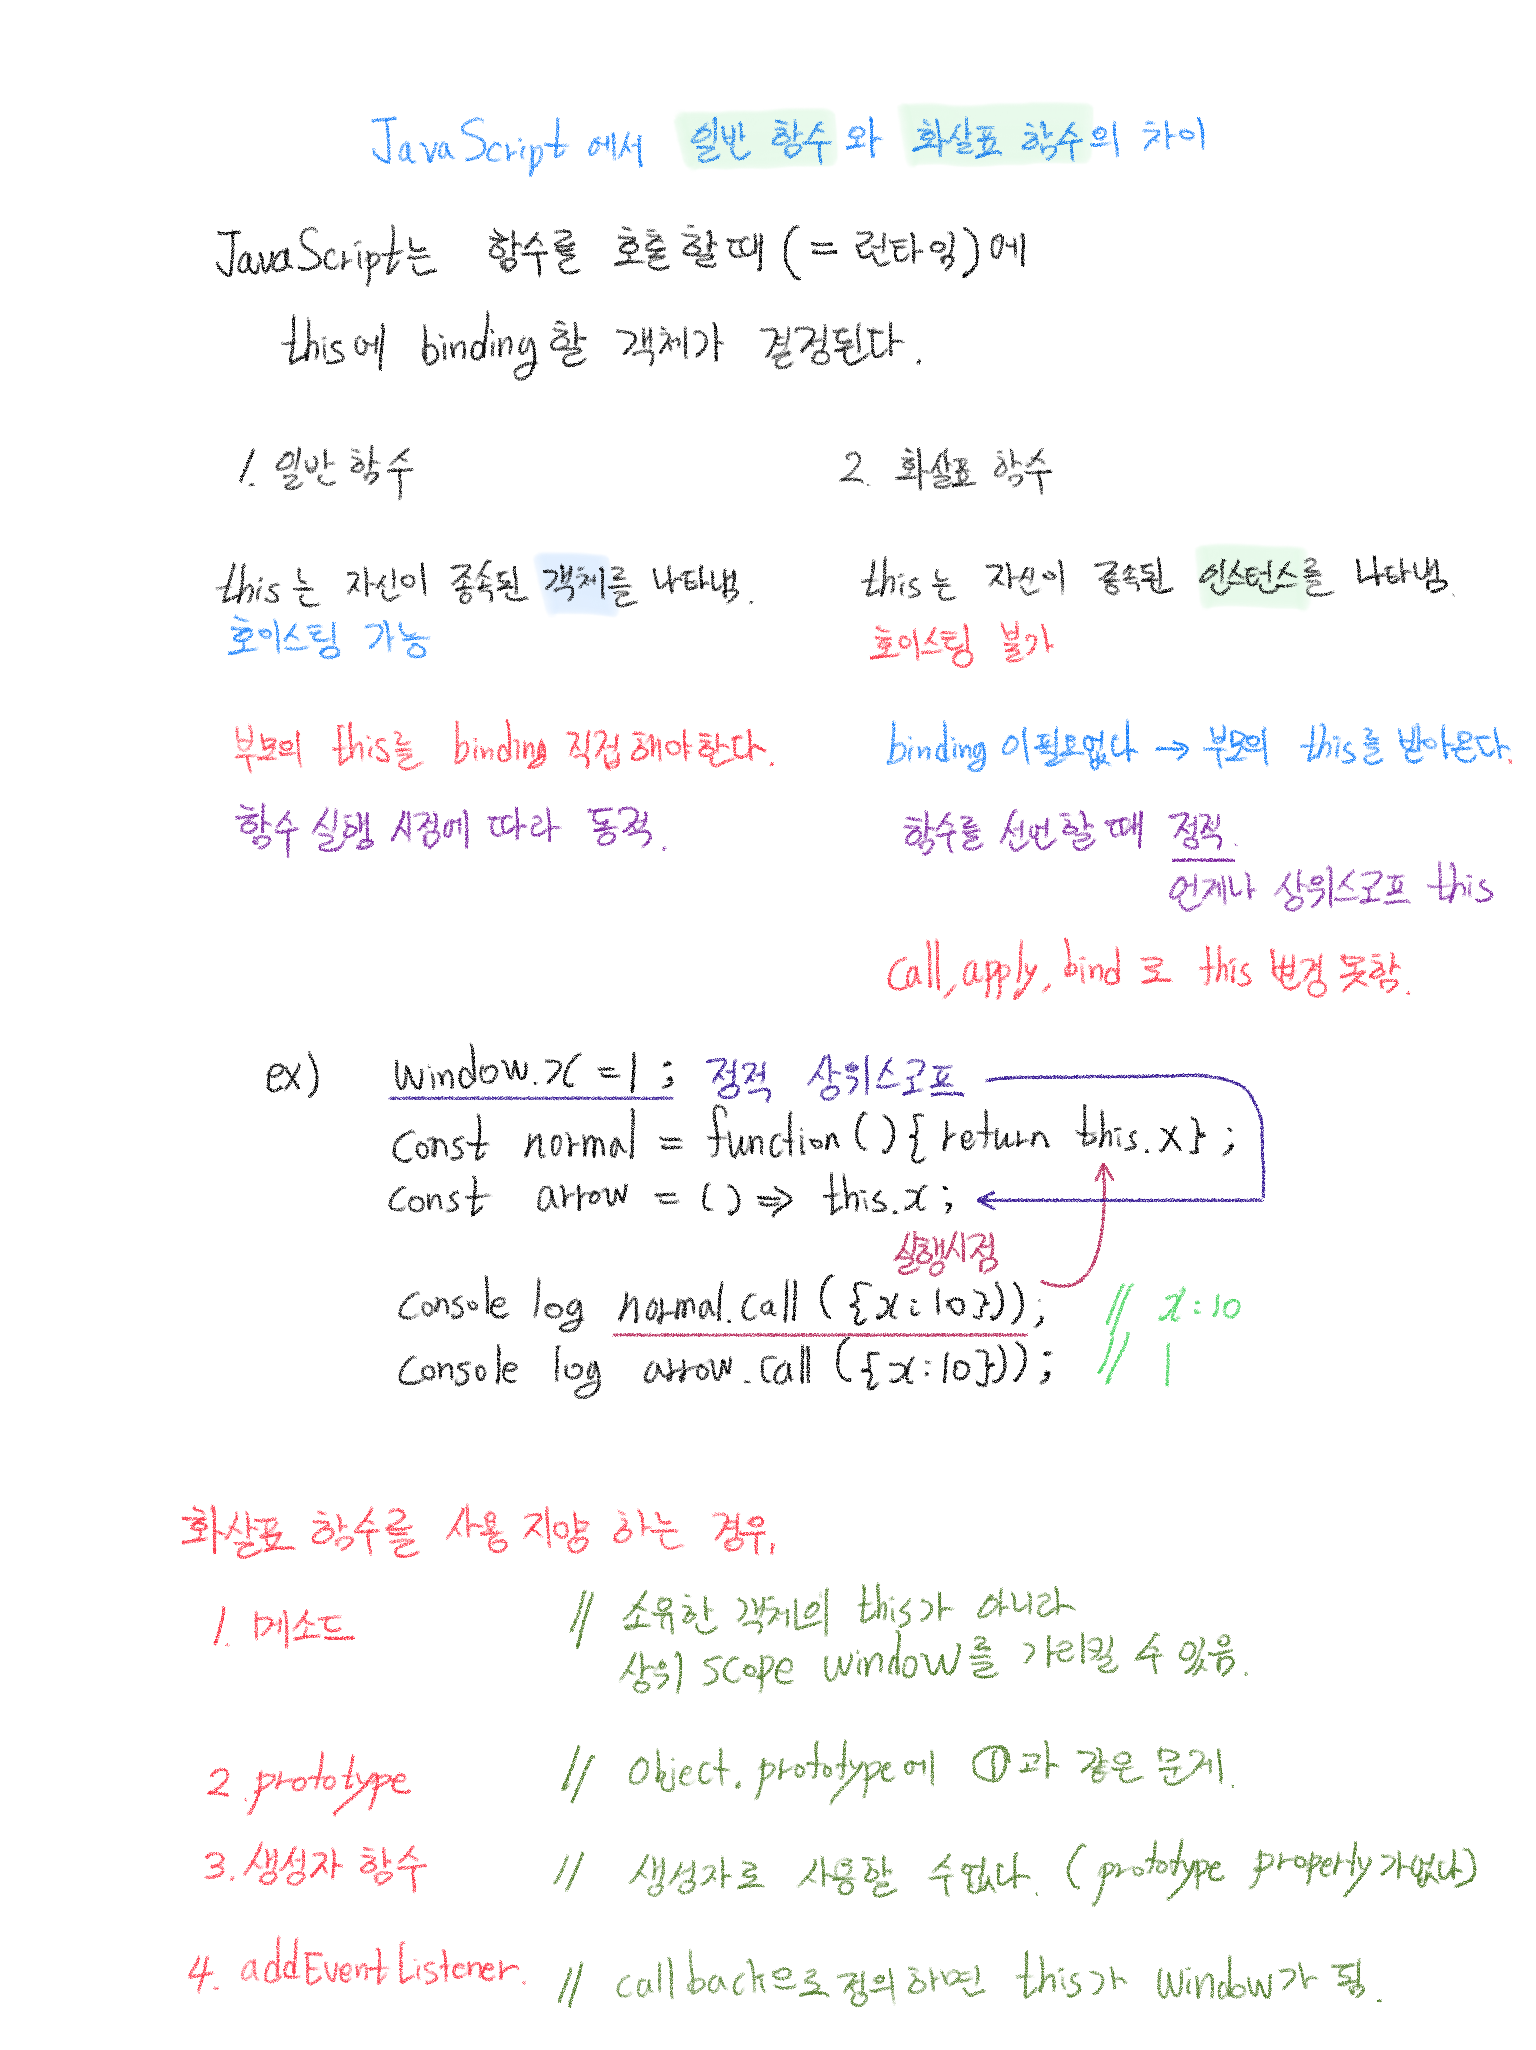 JavaScript 에서 일반 함수 와 화살표 함수의 차이
JavaScript는 함수를 호출 할 때 ( = 런타임 )에
this에 binding 할 객체가 결정된다.
1. 일반 함수
this 는 자신이 종속된 객체를 나타냄.
호이스팅 가능
부모의 this를 binding 직접 해야 한다.
함수 실행 시점에 따라 동적.
2. 화살표 함수
this는 자신이 종속된 인스턴스를 나타냄.
호이스팅 불가
binding 이 필요없다 → 부모의 this를 받아온다.
함수를 선언할 때 정적.
언제나 상위스코프 this
call, apply, bind 로 this 변경 못함.
ex) window.x = 1 ; 정적 상위스코프
const normal = function ( ) { return this.x } ;
const arrow = ( ) => this.x ;
실행시점
console log normal.call ( { x : 10 } ) ) ; // x : 10
console log arrow.call ( { x : 10 } ) ) ; // 1
화살표 함수를 사용 지양 하는 경우,
1. 메소드 // 소유한 객체의 this가 아니라
상위 scope window를 가리킬 수 있음.
2. prototype // Object.prototype에 ①과 같은 문제.
3. 생성자 함수 // 생성자로 사용할 수 없다. ( prototype property가 없다)
4. addEventListener. // callback으로 정의 하면 this가 window가 됨.